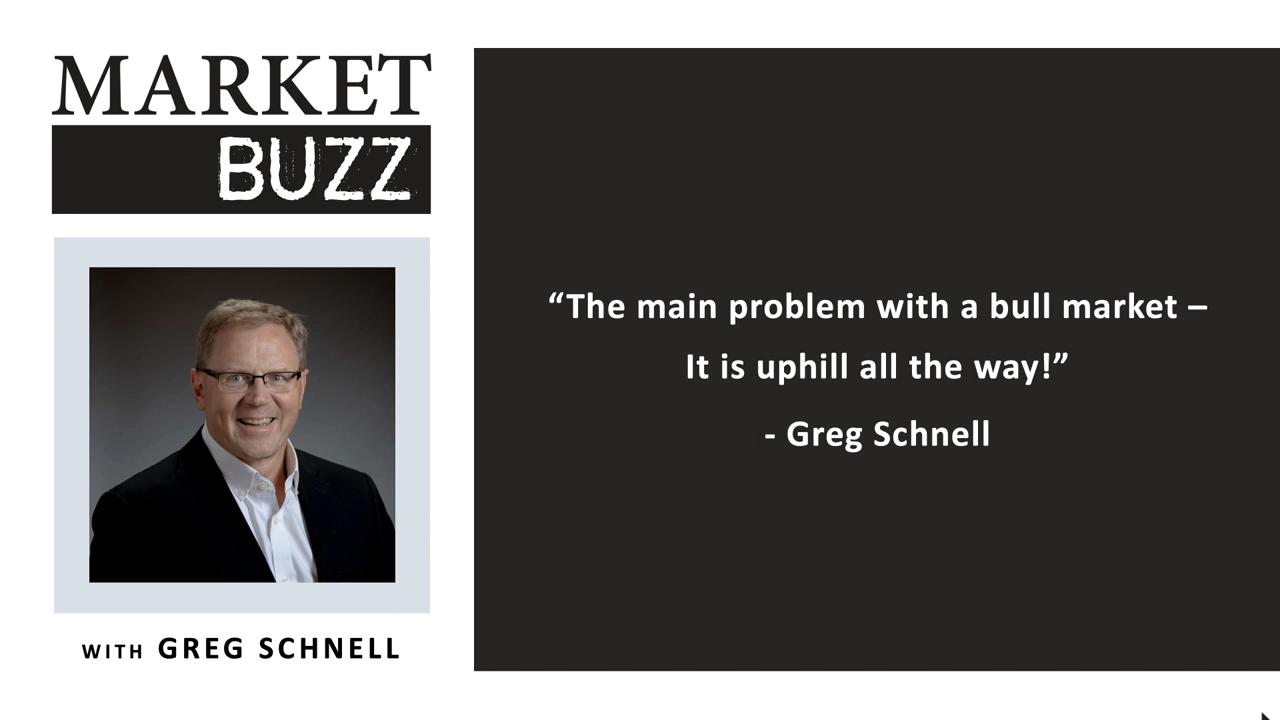 MARKET
BUZZ
WITH GREG SCHNELL
“The main problem with a bull market –
It is uphill all the way!”
- Greg Schnell